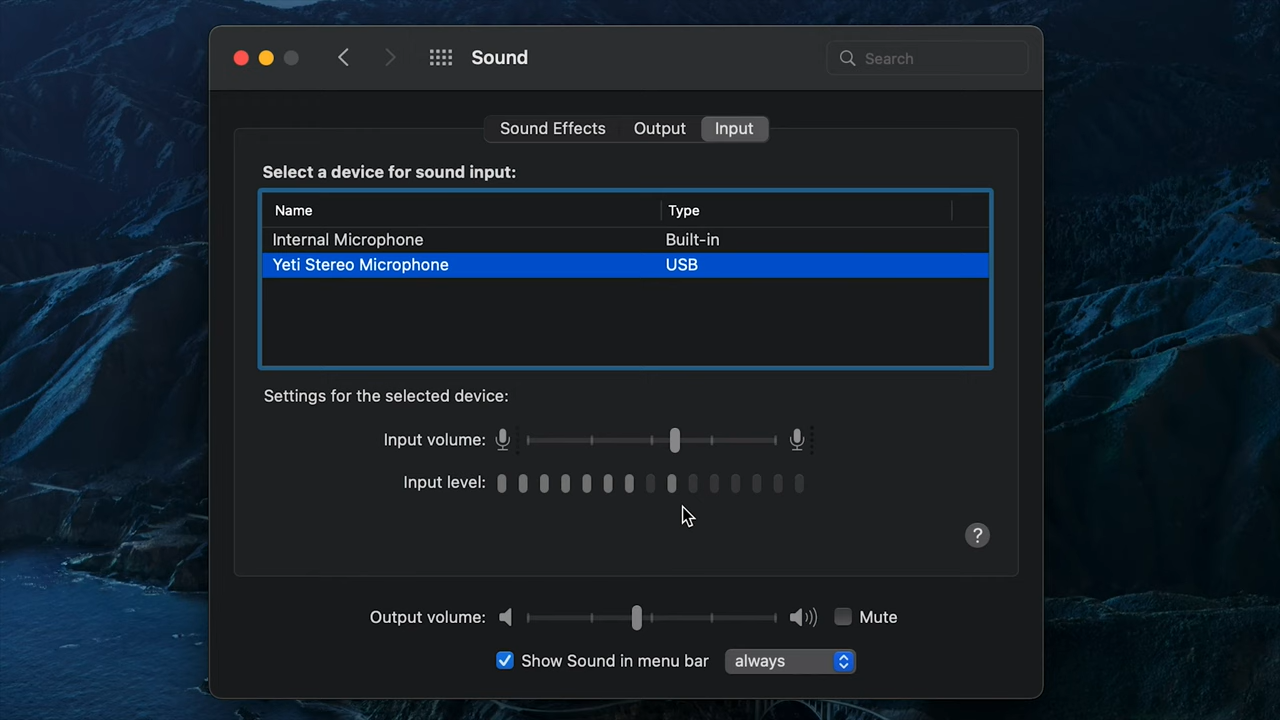 Sound
Search
Sound Effects Output Input
Select a device for sound input:
Name Type
Internal Microphone Built-in
Yeti Stereo Microphone USB
Settings for the selected device:
Input volume:
Input level:
?
Output volume: Mute
Show Sound in menu bar always